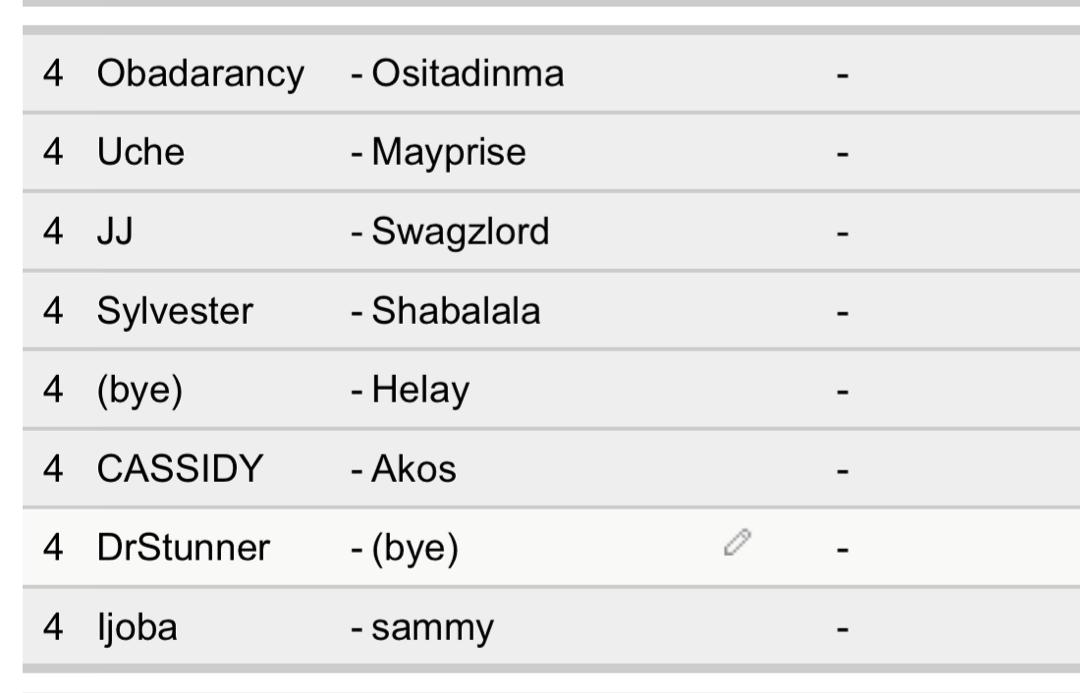 4 Obadarancy - Ositadinma -
4 Uche - Mayprise -
4 JJ - Swagzlord -
4 Sylvester - Shabalala -
4 (bye) - Helay -
4 CASSIDY - Akos -
4 DrStunner - (bye) -
4 Ijoba - sammy -